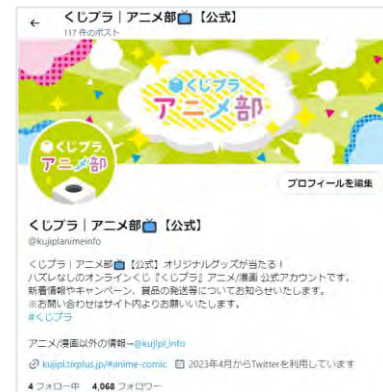 ← くじプラ｜アニメ部📺【公式】
117 件のポスト
くじプラ
アニメ部
くじプラ
アニメ部
プロフィールを編集
くじプラ｜アニメ部📺【公式】
@kujiplanimeinfo
くじプラ｜アニメ部📺【公式】オリジナルグッズが当たる！
ハズレなしのオンラインくじ『くじプラ』アニメ/漫画 公式アカウントです。
新着情報やキャンペーン、賞品の発送等についてお知らせいたします。
※お問い合わせはサイト内よりお願いいたします。
#くじプラ
アニメ/漫画以外の情報→@kujipl_info
kujipl.tixplus.jp/#anime-comic 2023年4月からTwitterを利用しています
4 フォロー中 4,068 フォロワー